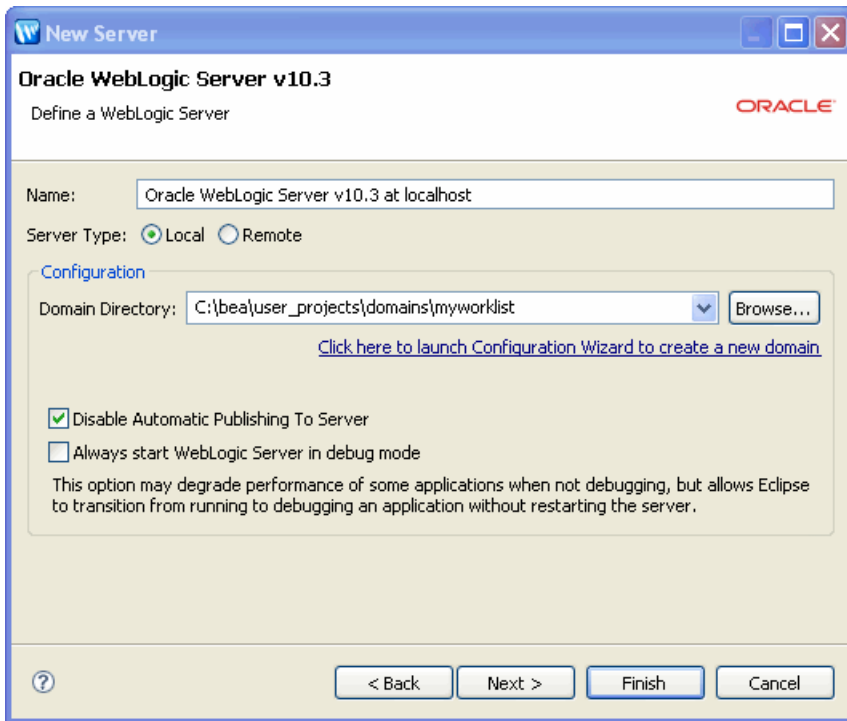 New Server
Oracle WebLogic Server v10.3
Define a WebLogic Server
ORACLE
Name: Oracle WebLogic Server v10.3 at localhost
Server Type: Local Remote
Configuration
Domain Directory: C:\bea\user_projects\domains\myworklist Browse...
Click here to launch Configuration Wizard to create a new domain
Disable Automatic Publishing To Server
Always start WebLogic Server in debug mode
This option may degrade performance of some applications when not debugging, but allows Eclipse
to transition from running to debugging an application without restarting the server.
? < Back Next > Finish Cancel